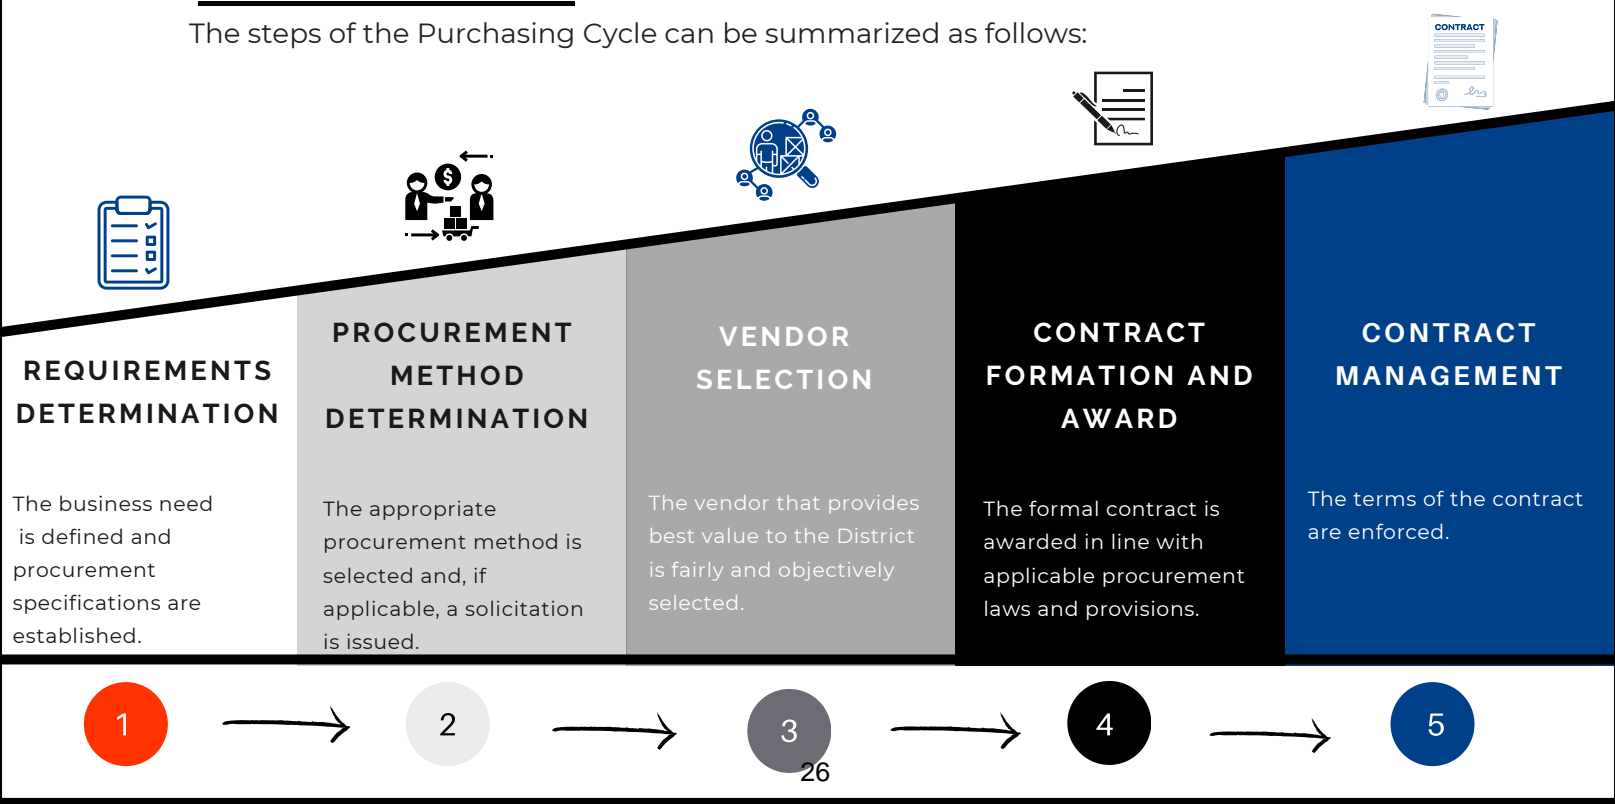 The steps of the Purchasing Cycle can be summarized as follows:
CONTRACT
REQUIREMENTS
DETERMINATION
The business need
is defined and
procurement
specifications are
established.
PROCUREMENT
METHOD
DETERMINATION
The appropriate
procurement method is
selected and, if
applicable, a solicitation
is issued.
VENDOR
SELECTION
The vendor that provides
best value to the District
is fairly and objectively
selected.
CONTRACT
FORMATION AND
AWARD
The formal contract is
awarded in line with
applicable procurement
laws and provisions.
CONTRACT
MANAGEMENT
The terms of the contract
are enforced.
1
2
3
4
5
26